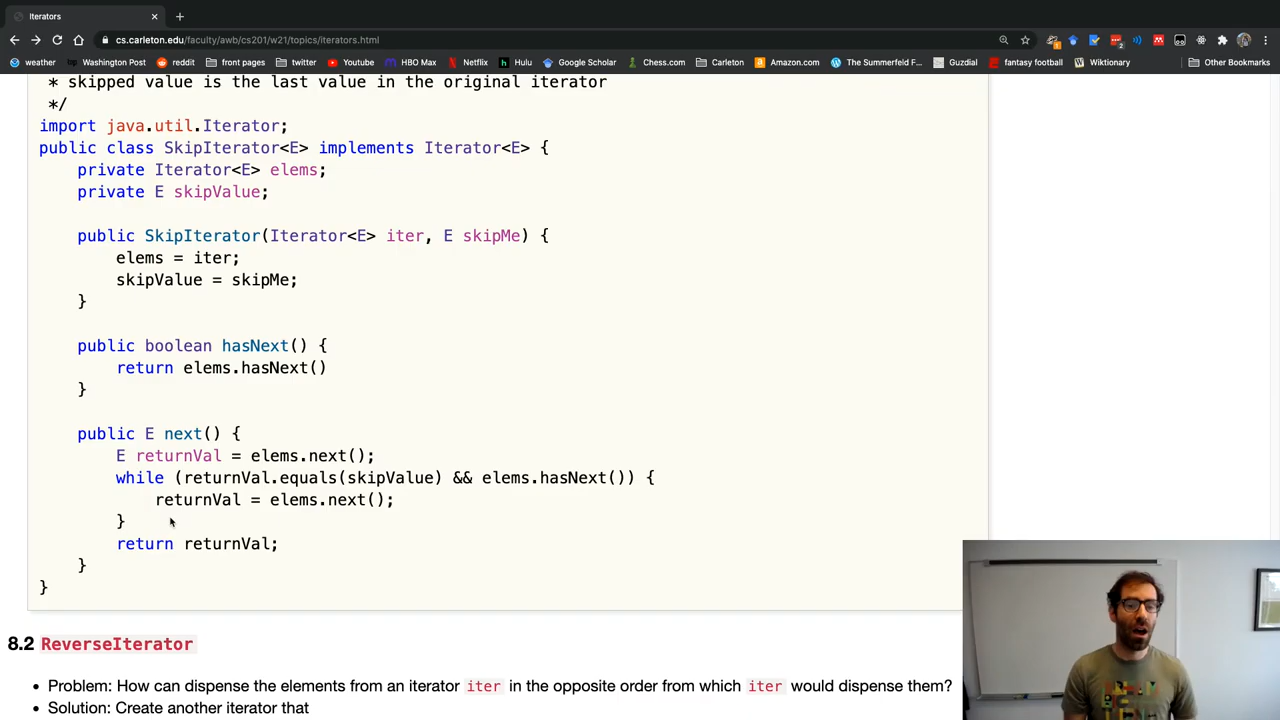 Iterators
cs.carleton.edu/faculty/awb/cs201/w21/topics/iterators.html
weather Washington Post reddit front pages twitter HBO Max Netflix Hulu Google Scholar Chess.com Carleton Amazon.com The Summerfeld F... Guzdial fantasy football Wiktionary Other Bookmarks
* skipped value is the last value in the original iterator
*/
import java.util.Iterator;
public class SkipIterator<E> implements Iterator<E> {
private Iterator<E> elems;
private E skipValue;
public SkipIterator(Iterator<E> iter, E skipMe) {
elems = iter;
skipValue = skipMe;
}
public boolean hasNext() {
return elems.hasNext()
}
public E next() {
E returnVal = elems.next();
while (returnVal.equals(skipValue) && elems.hasNext()) {
returnVal = elems.next();
}
return returnVal;
}
}
8.2 ReverseIterator
• Problem: How can dispense the elements from an iterator iter in the opposite order from which iter would dispense them?
• Solution: Create another iterator that